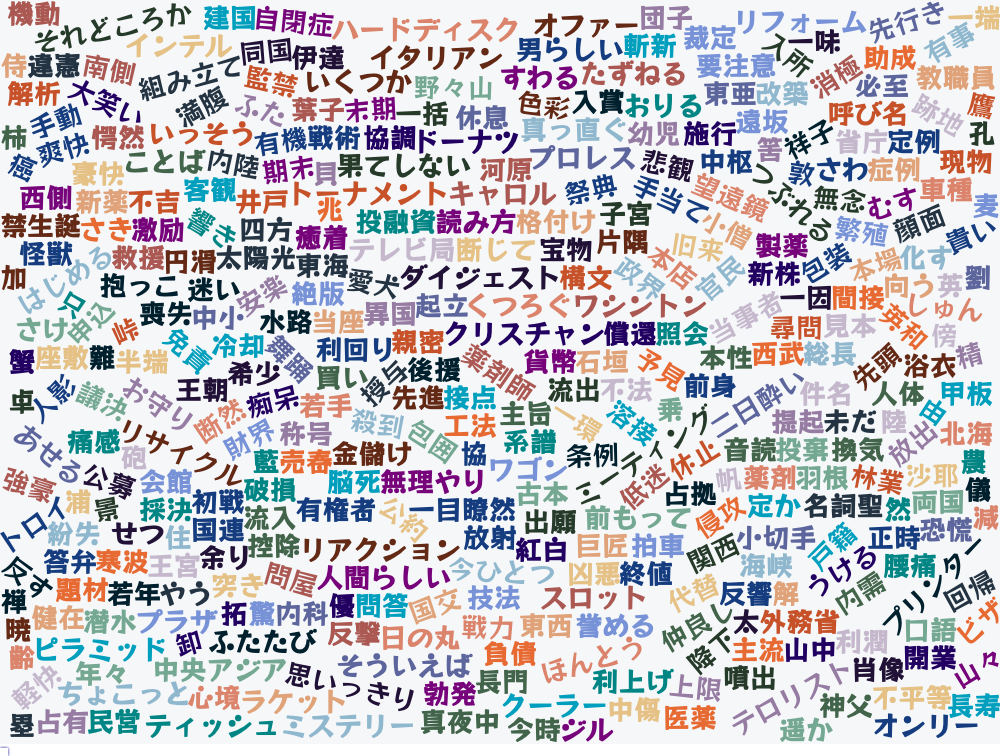 機動 それどころか 建国 自閉症 ハードディスク オファー 団子 リフォーム 先行き 一瑞
インテル 同国 伊達 イタリアン 男らしい 斬新 裁定 入所 一味 助成 有事
侍 違憲 南側 組み立て 監禁 いくつか 野々山 すわる たずねる 要注意 消極 必至 教職員
解析 大笑い 満腹 ふた 葉子 末期 一括 休息 色彩 入賞 おりる 東亜 改築 呼び名 跡地 鷹
柿 手動 愕然 いっそう 有機 戦術 協調 ドーナツ 真っ直ぐ 幼児 施行 遠坂 筈 祥子 省庁 定例 孔
癌 爽快 豪快 ことば 内陸 期末 貝 果てしない 河原 プロレス 悲観 中枢 つぶれる 敦 さわ 症例 現物
西側 新薬 不吉 客観 井戸 トーナメント キャロル 祭典 手当て 望遠鏡 無念 むす 車種 麦
禁 生誕 さき 激励 響き 四方 兆 癒着 投融資 読み方 格付け 子宮 小僧 製薬 繁殖 顔面 貴い
怪獣 はじめる 救援 円滑 太陽光 東海 テレビ局 断じて 宝物 片隅 旧来 本店 官民 新株 包装 本場 化す
加 只 抱っこ 迷い 安楽 絶版 愛犬 ダイジェスト 構文 政界 一因 間接 向う 英 劉
さけ 申込 峠 喪失 中小 水路 当座 異国 起立 くつろぐ ワシントン 当事者 尋問 見本 英和 しゅん 傍
蟹 座敷 難 半端 免責 冷却 舞踊 利回り 親密 クリスチャン 償還 照会 本性 西武 総長 先頭 浴衣 精
卓 人影 議決 お守り 王朝 希少 買い 授与 後援 薬剤師 貨幣 石垣 予見 前身 二日酔い 件名 人体 甲板
断然 痴呆 若手 先進 接点 流出 不法 乗 由
あせる 痛感 リサイクル 財界 称号 殺到 包囲 工法 主旨 一環 溶接 ミーティング 提起 未だ 陸 放出 北海
強豪 公募 砲 会館 藍 売春 金儲け 協 系譜 条例 低迷 休止 音読 投棄 換気 農
トロイ 浦 景 採決 初戦 破損 脳死 無理やり ワゴン 古本 占拠 帆 薬剤 羽根 林業 沙耶 儀
紛失 せつ 住 国連 流入 有権者 公約 一目瞭然 出願 前もって 侵攻 定か 名詞 聖 然 両国 減
答弁 寒波 王宮 余り 控除 リアクション 放射 紅白 巨匠 拍車 関西 小切手 戸籍 正時 恐慌
反す 題材 若年 やう 突き 問屋 人間らしい 今ひとつ 凶悪 終値 代替 海峡 反響 解 うける 腰痛 プリンター
禅 健在 潜水 プラザ 拓 驚 内科 優 問答 国交 技法 スロット 仲良し 内需 回帰
暁 ピラミッド 卸 ふたたび 反撃 日の丸 戦力 東西 誉める 降下 太 外務省 利潤 口語 ビザ
齢 年々 中央アジア 思いっきり そういえば 負債 ほんとう 主流 山中 開業 山々
軽快 ちょこっと 心境 ラケット 勃発 長門 利上げ 上限 噴出 テロリスト 肖像 神父 不平等 長寿
塁 占有 民営 ティッシュ ミステリー 真夜中 今時 クーラー ジル 中傷 医薬 遥か オンリー